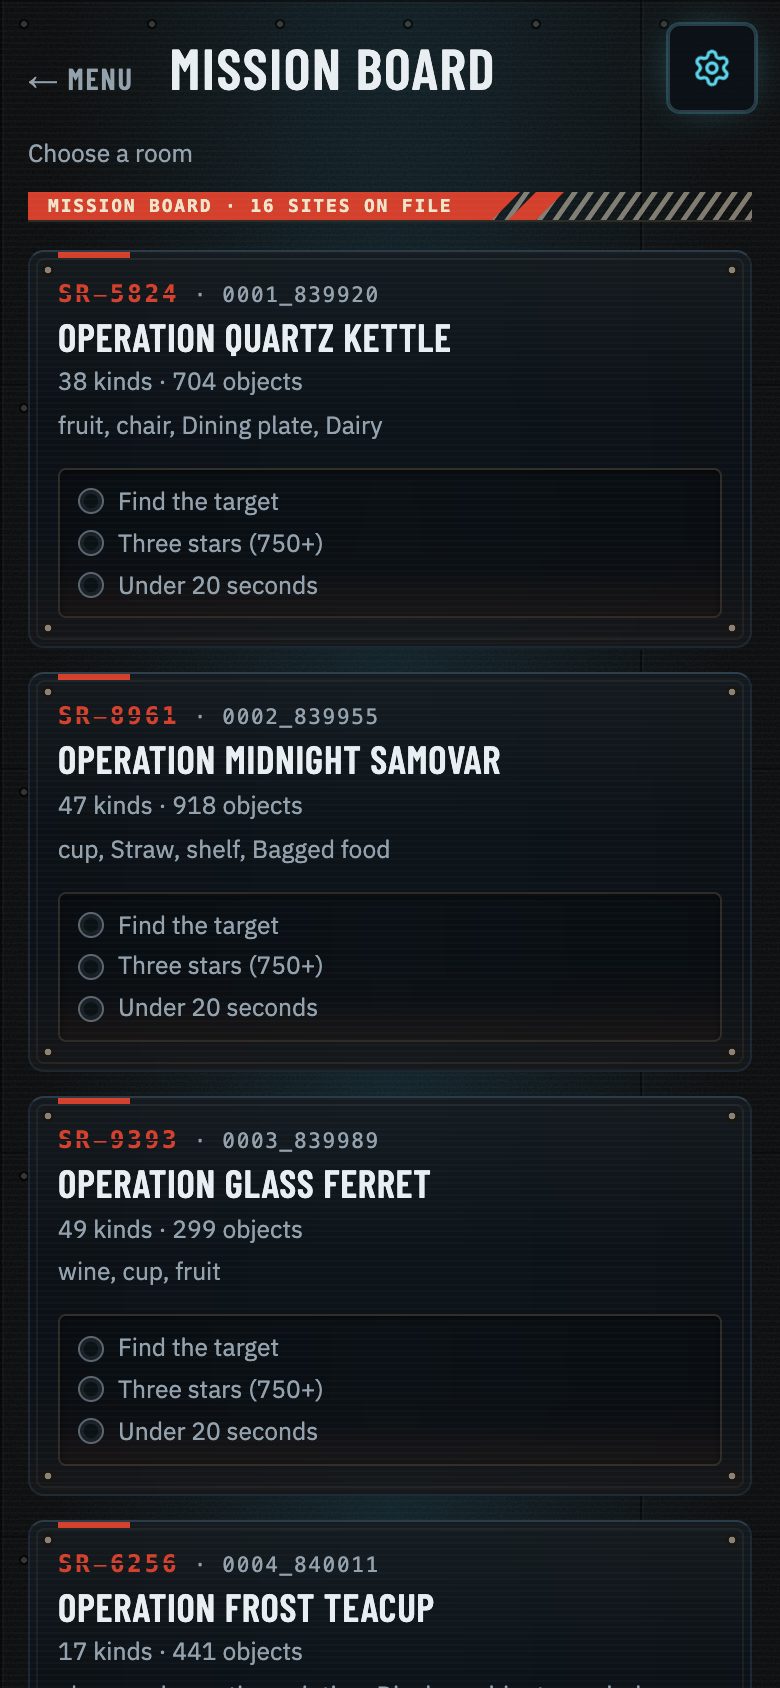 ← MENU MISSION BOARD
Choose a room
MISSION BOARD · 16 SITES ON FILE
SR-5824 · 0001_839920
OPERATION QUARTZ KETTLE
38 kinds · 704 objects
fruit, chair, Dining plate, Dairy
Find the target
Three stars (750+)
Under 20 seconds
SR-8961 · 0002_839955
OPERATION MIDNIGHT SAMOVAR
47 kinds · 918 objects
cup, Straw, shelf, Bagged food
Find the target
Three stars (750+)
Under 20 seconds
SR-9393 · 0003_839989
OPERATION GLASS FERRET
49 kinds · 299 objects
wine, cup, fruit
Find the target
Three stars (750+)
Under 20 seconds
SR-6256 · 0004_840011
OPERATION FROST TEACUP
17 kinds · 441 objects